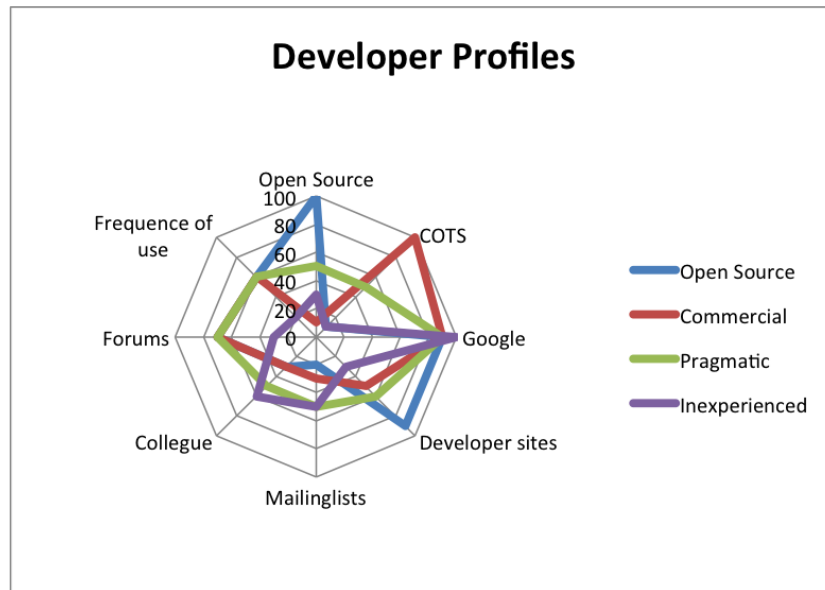 Developer Profiles
Open Source
100
80
60
40
20
0
COTS
Google
Developer sites
Mailinglists
Collegue
Forums
Frequence of
use
Open Source
Commercial
Pragmatic
Inexperienced